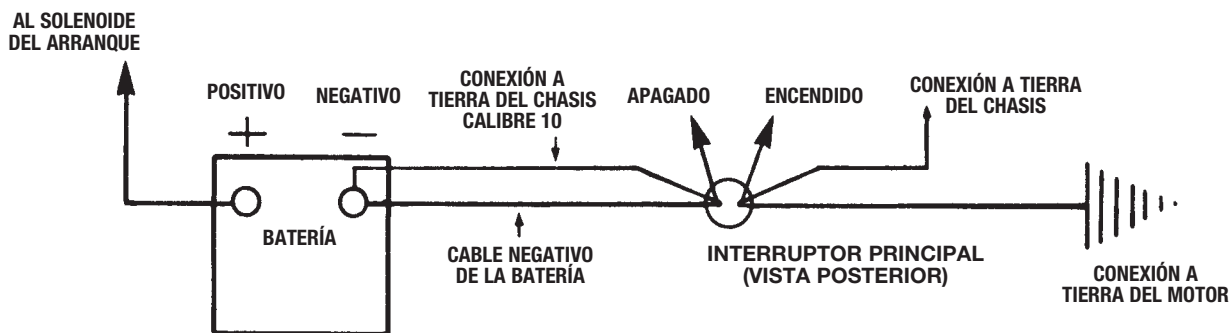 AL SOLENOIDE
DEL ARRANQUE
POSITIVO
+
NEGATIVO
−
CONEXIÓN A
TIERRA DEL CHASIS
CALIBRE 10
APAGADO
ENCENDIDO
CONEXIÓN A TIERRA
DEL CHASIS
BATERÍA
CABLE NEGATIVO
DE LA BATERÍA
INTERRUPTOR PRINCIPAL
(VISTA POSTERIOR)
CONEXIÓN A
TIERRA DEL MOTOR